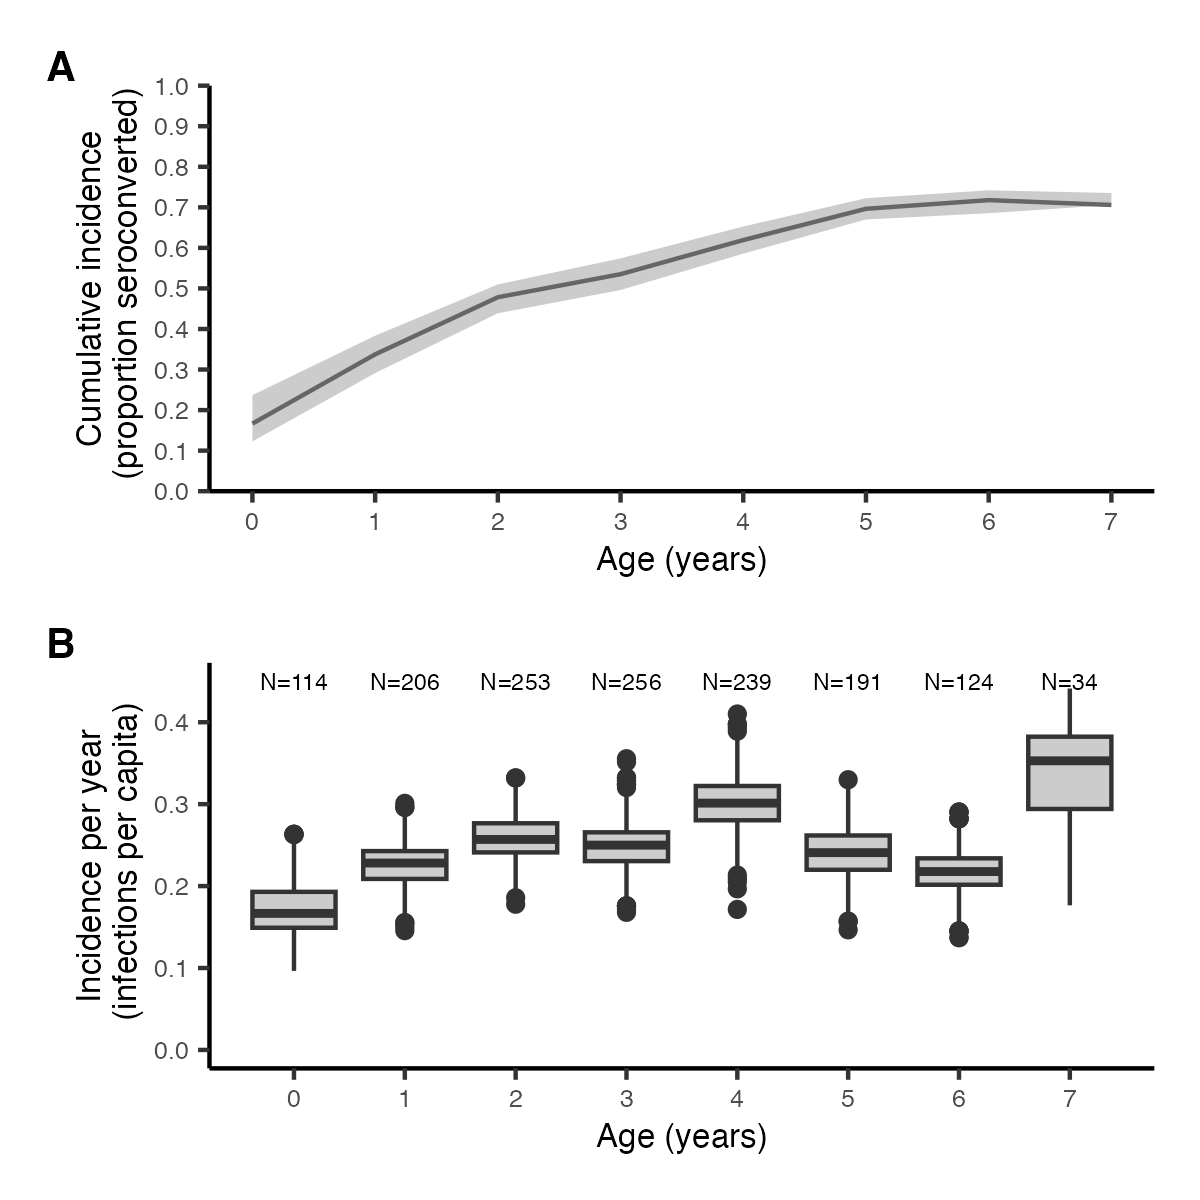 A
Cumulative incidence
(proportion seroconverted)
1.0
0.9
0.8
0.7
0.6
0.5
0.4
0.3
0.2
0.1
0.0
0 1 2 3 4 5 6 7
Age (years)
B
Incidence per year
(infections per capita)
N=114 N=206 N=253 N=256 N=239 N=191 N=124 N=34
0.4
0.3
0.2
0.1
0.0
0 1 2 3 4 5 6 7
Age (years)